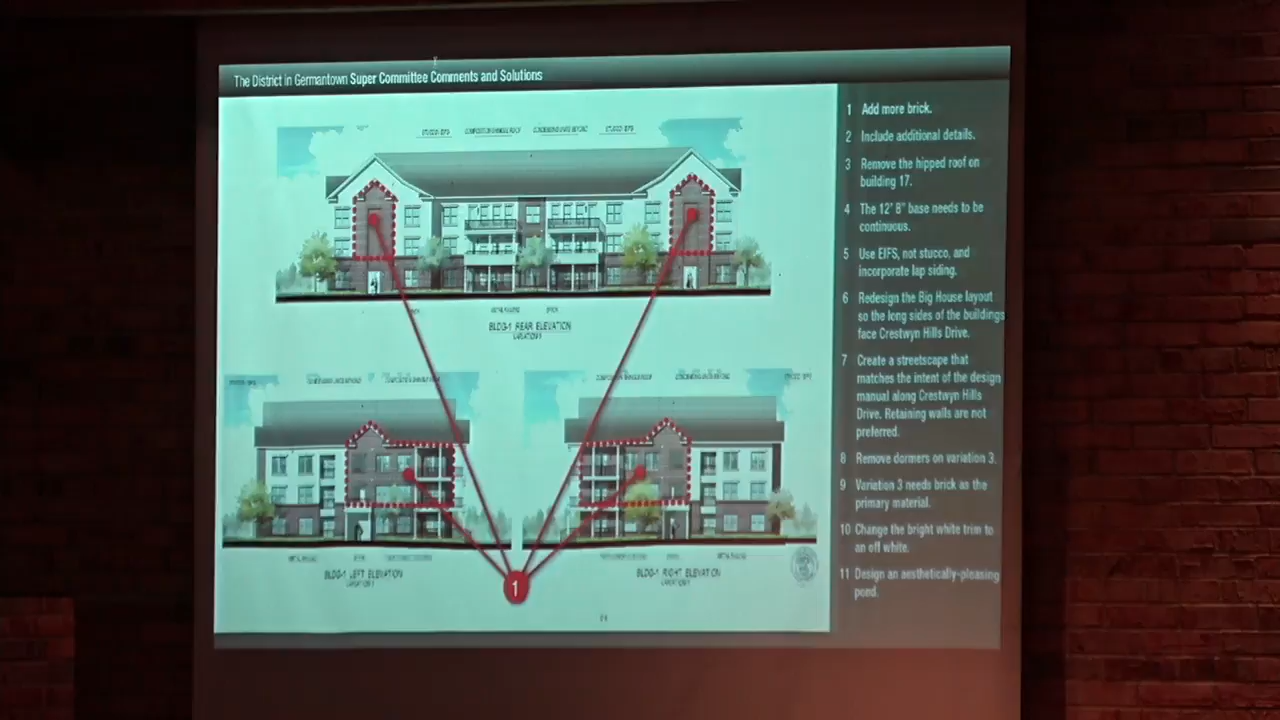 The District in Germantown Super Committee Comments and Solutions
BLDG-1 REAR ELEVATION
BLDG-1 LEFT ELEVATION
BLDG-1 RIGHT ELEVATION
1
1 Add more brick.
2 Include additional details.
3 Remove the hipped roof on
building 17.
4 The 12' 8" base needs to be
continuous.
5 Use EIFS, not stucco, and
incorporate lap siding.
6 Redesign the Big House layout
so the long sides of the buildings
face Crestwyn Hills Drive.
7 Create a streetscape that
matches the intent of the design
manual along Crestwyn Hills
Drive. Retaining walls are not
preferred.
8 Remove dormers on variation 3.
9 Variation 3 needs brick as the
primary material.
10 Change the bright white trim to
an off white.
11 Design an aesthetically-pleasing
pond.